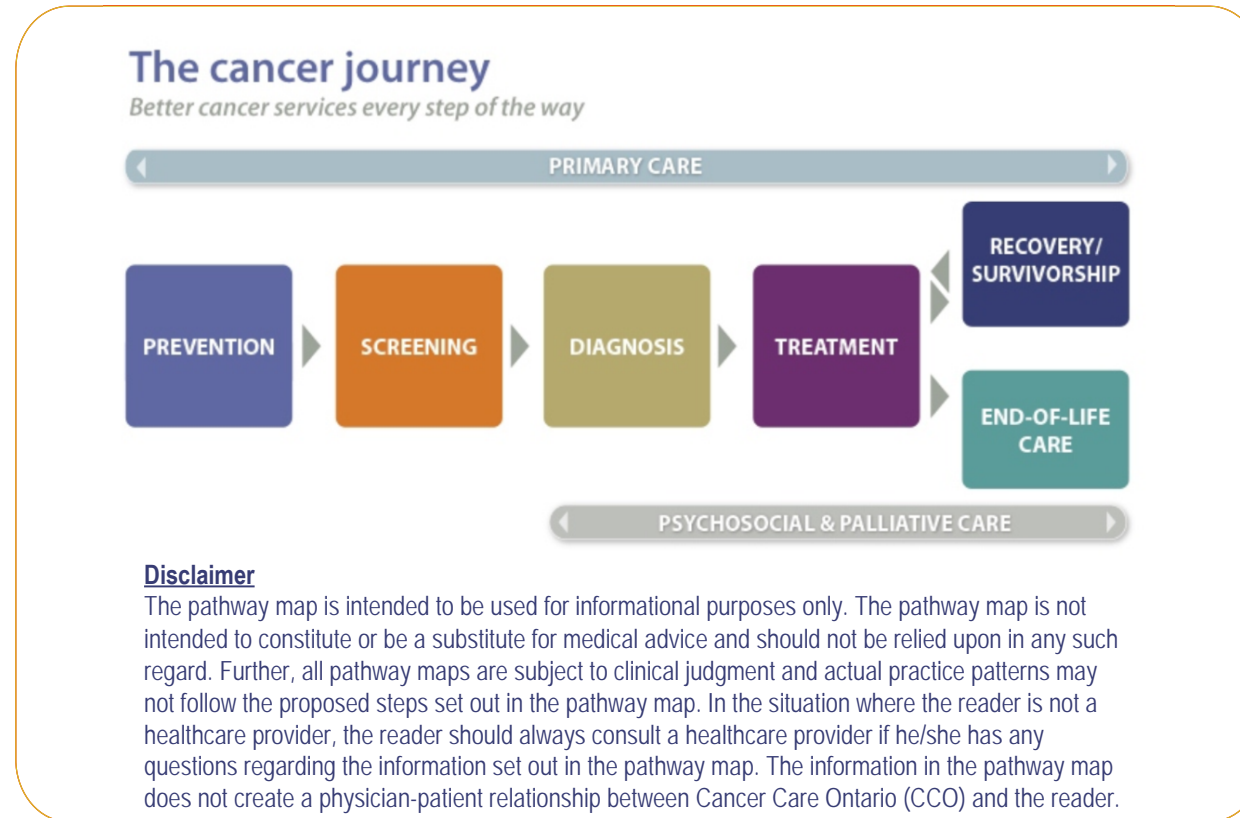 The cancer journey
Better cancer services every step of the way
PRIMARY CARE
PREVENTION
SCREENING
DIAGNOSIS
TREATMENT
RECOVERY/
SURVIVORSHIP
END-OF-LIFE
CARE
PSYCHOSOCIAL & PALLIATIVE CARE
Disclaimer
The pathway map is intended to be used for informational purposes only. The pathway map is not
intended to constitute or be a substitute for medical advice and should not be relied upon in any such
regard. Further, all pathway maps are subject to clinical judgment and actual practice patterns may
not follow the proposed steps set out in the pathway map. In the situation where the reader is not a
healthcare provider, the reader should always consult a healthcare provider if he/she has any
questions regarding the information set out in the pathway map. The information in the pathway map
does not create a physician-patient relationship between Cancer Care Ontario (CCO) and the reader.